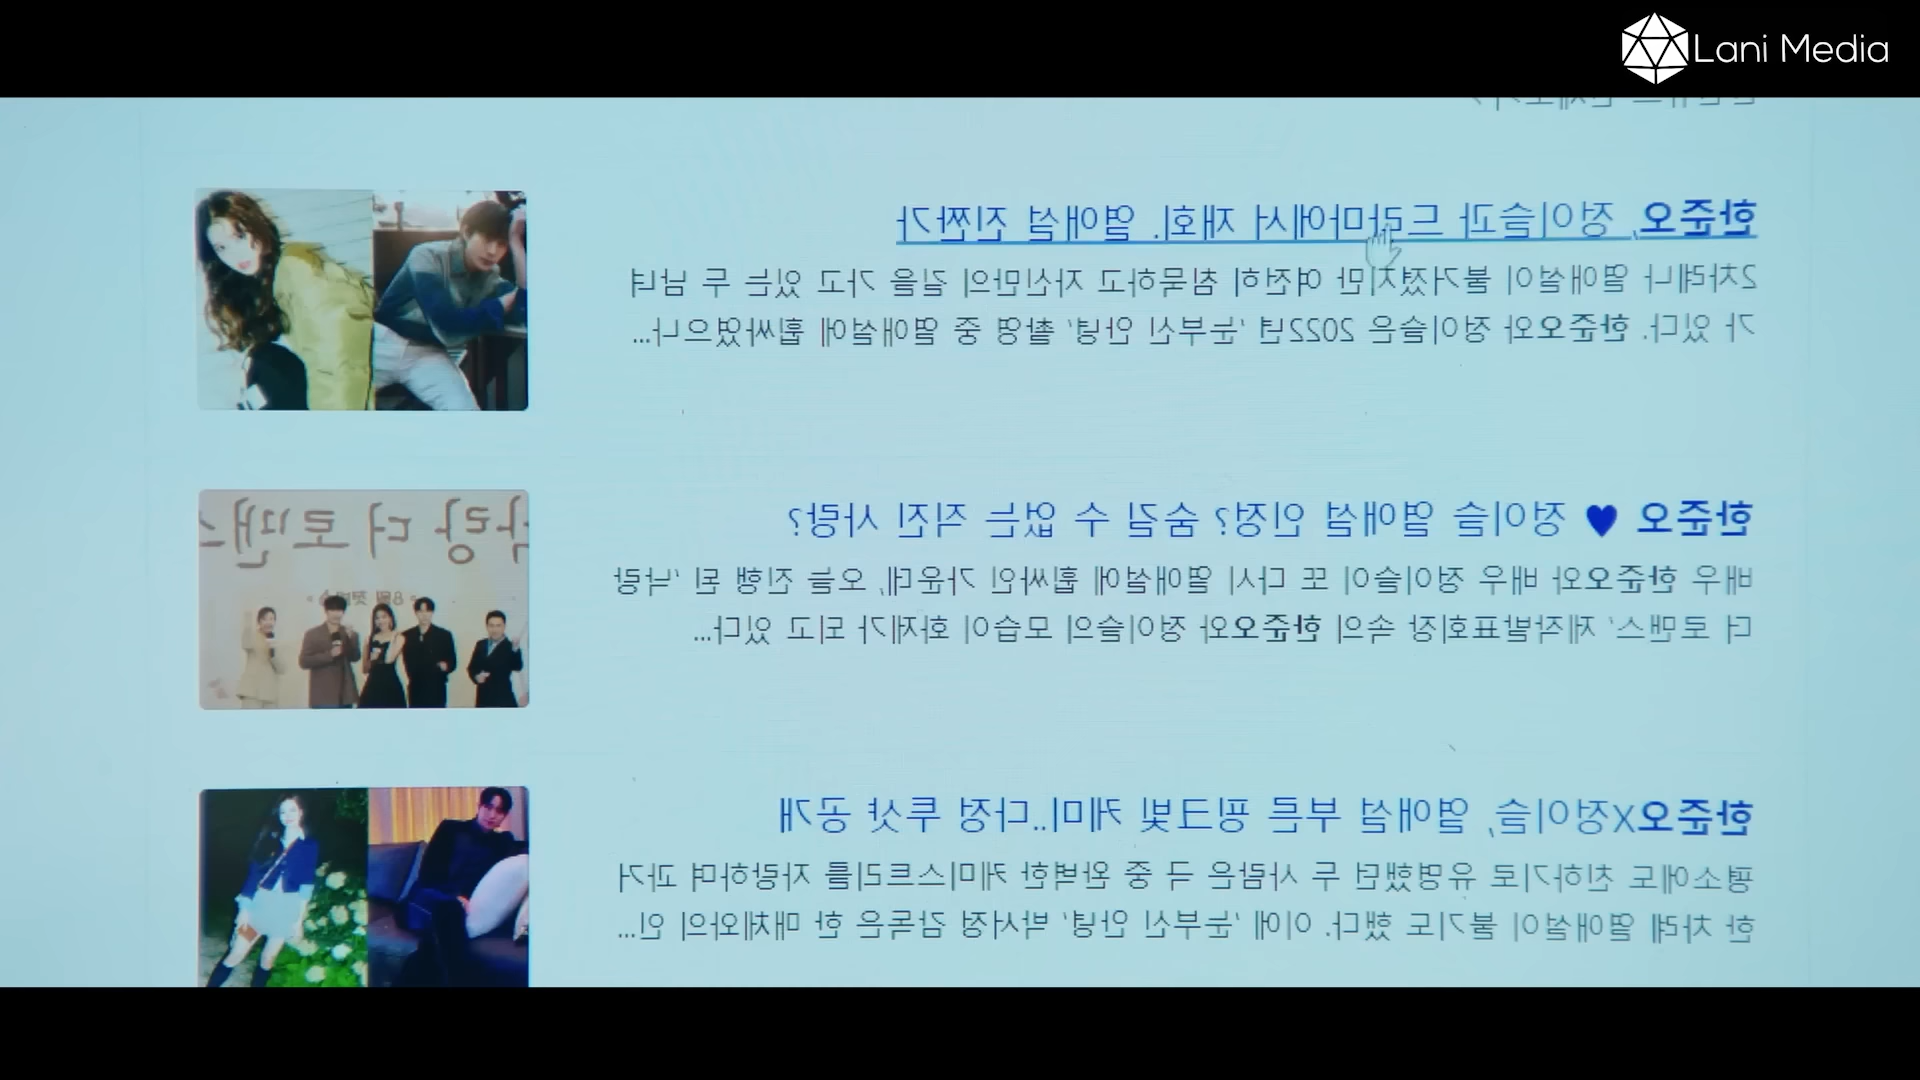 Lani Media
한준오, 정이슬과 드라마에서 재회. 열애설 진짠가
2차례나 열애설이 불거졌지만 여전히 침묵하고 자신만의 길을 가고 있는 두 남녀
가 있다. 한준오와 정이슬은 2022년 '눈부신 안녕' 촬영 중 열애설에 휩싸였으나...
한준오 ♥ 정이슬 열애설 인정? 숨길 수 없는 직진 사랑?
배우 한준오와 배우 정이슬이 또 다시 열애설에 휩싸인 가운데, 오늘 진행 된 '낭랑
더 로맨스' 제작발표회장 속의 한준오와 정이슬의 모습이 화제가 되고 있다...
더 로맨스
한준오X정이슬, 열애설 부른 핑크빛 케미..다정 투 샷 공개
평소에도 친하기로 유명했던 두 사람은 극 중 완벽한 케미스트리를 자랑하며 과거
한 차례 열애설이 불기도 했다. 이에 '눈부신 안녕' 박서정 감독은 한 매체와의 인...